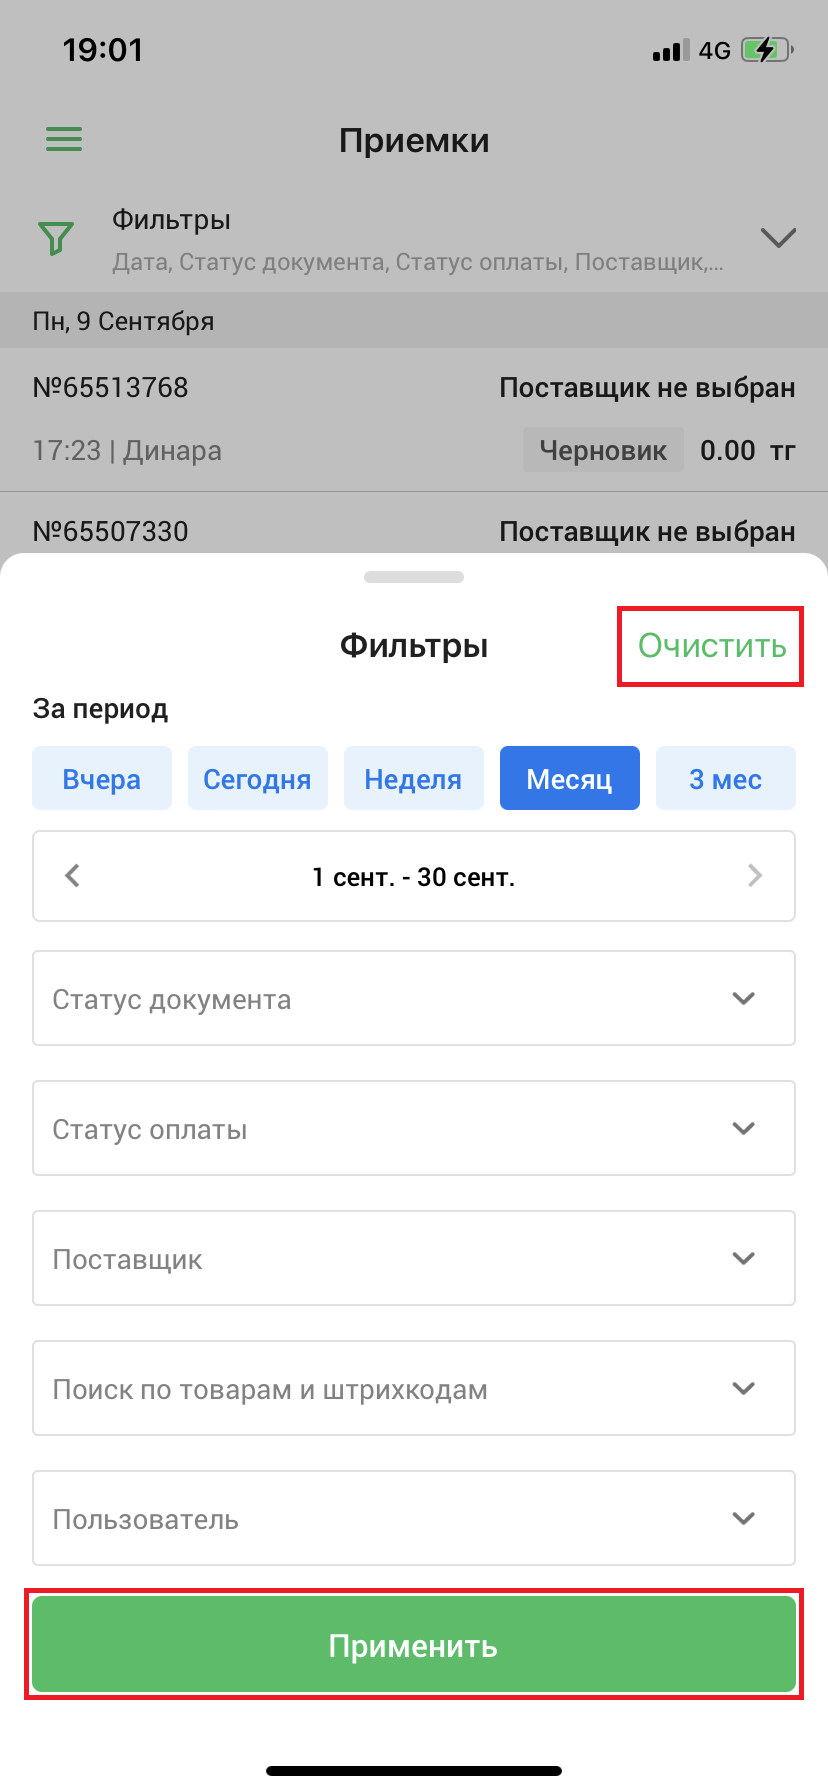 19:01
4G
Приемки
Фильтры
Дата, Статус документа, Статус оплаты, Поставщик,...
Пн, 9 Сентября
№65513768 Поставщик не выбран
17:23 | Динара Черновик 0.00 тг
№65507330 Поставщик не выбран
Фильтры Очистить
За период
Вчера Сегодня Неделя Месяц 3 мес
1 сент. - 30 сент.
Статус документа
Статус оплаты
Поставщик
Поиск по товарам и штрихкодам
Пользователь
Применить